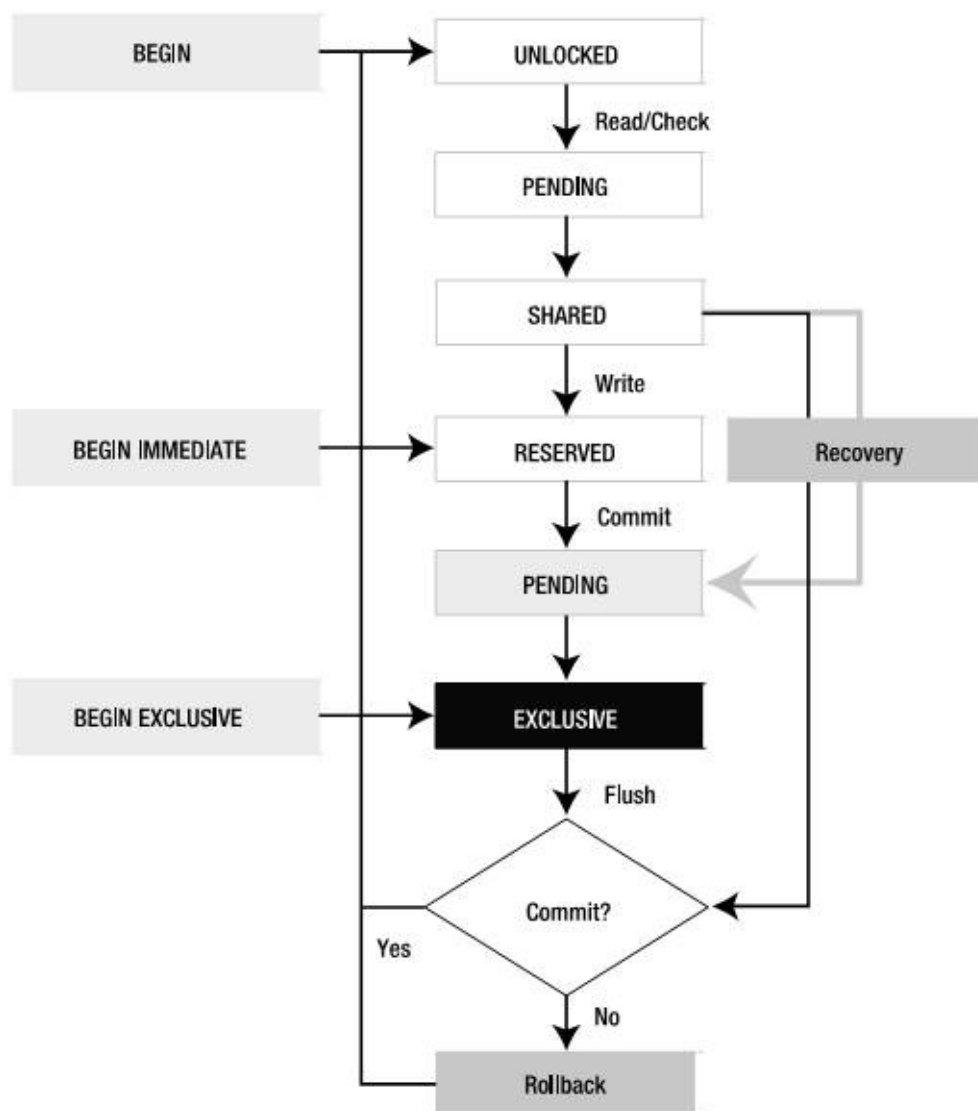 BEGIN
UNLOCKED
Read/Check
PENDING
SHARED
Write
BEGIN IMMEDIATE
RESERVED
Recovery
Commit
PENDING
BEGIN EXCLUSIVE
EXCLUSIVE
Flush
Commit?
Yes
No
Rollback